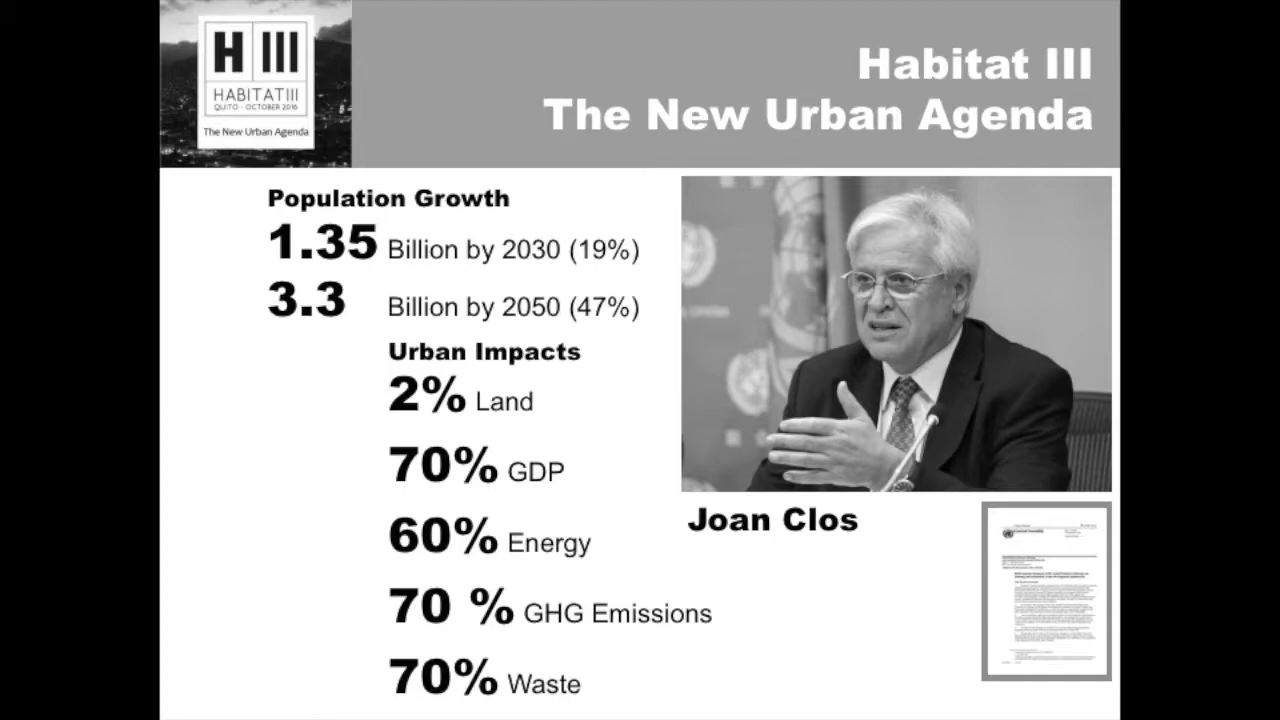 H III
HABITAT III
QUITO - OCTOBER 2016
The New Urban Agenda
Habitat III
The New Urban Agenda
Population Growth
1.35 Billion by 2030 (19%)
3.3 Billion by 2050 (47%)
Urban Impacts
2% Land
70% GDP
60% Energy
70 % GHG Emissions
70% Waste
Joan Clos